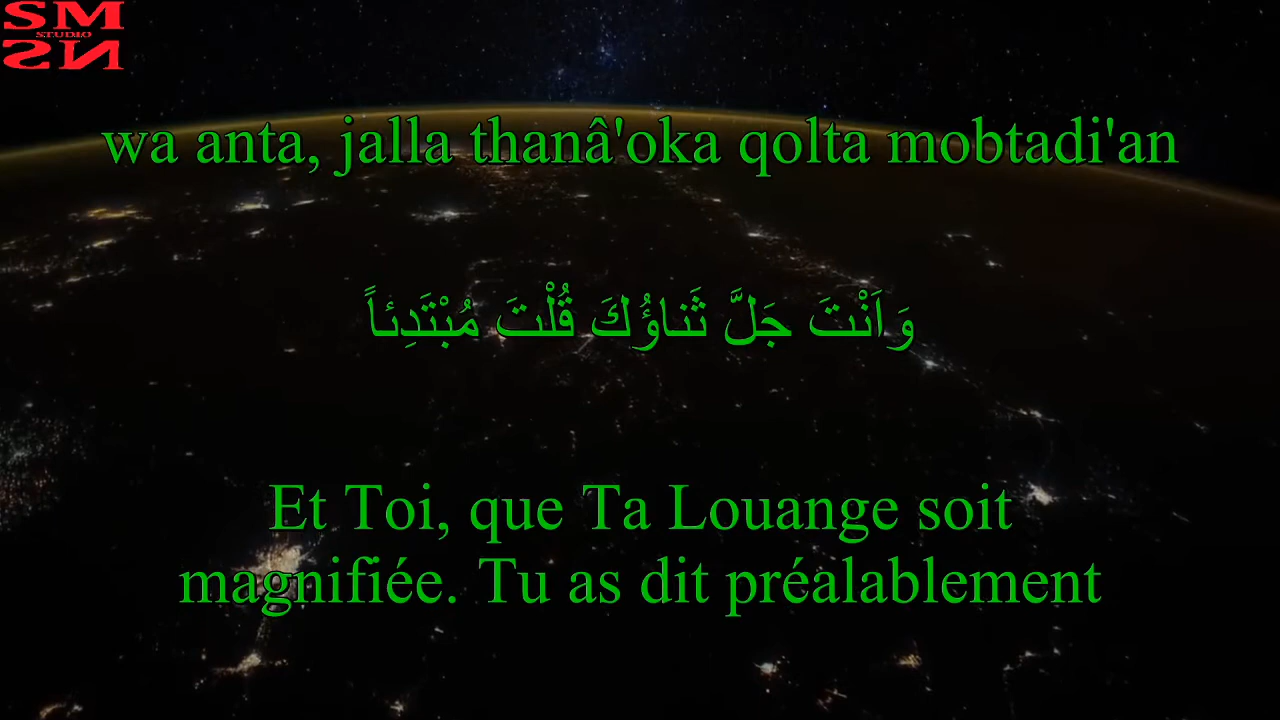 SM
STUDIO
SN
wa anta, jalla thanâ'oka qolta mobtadi'an
وَاَنْتَ جَلَّ ثَناؤُكَ قُلْتَ مُبْتَدِئاً
Et Toi, que Ta Louange soit
magnifiée. Tu as dit préalablement